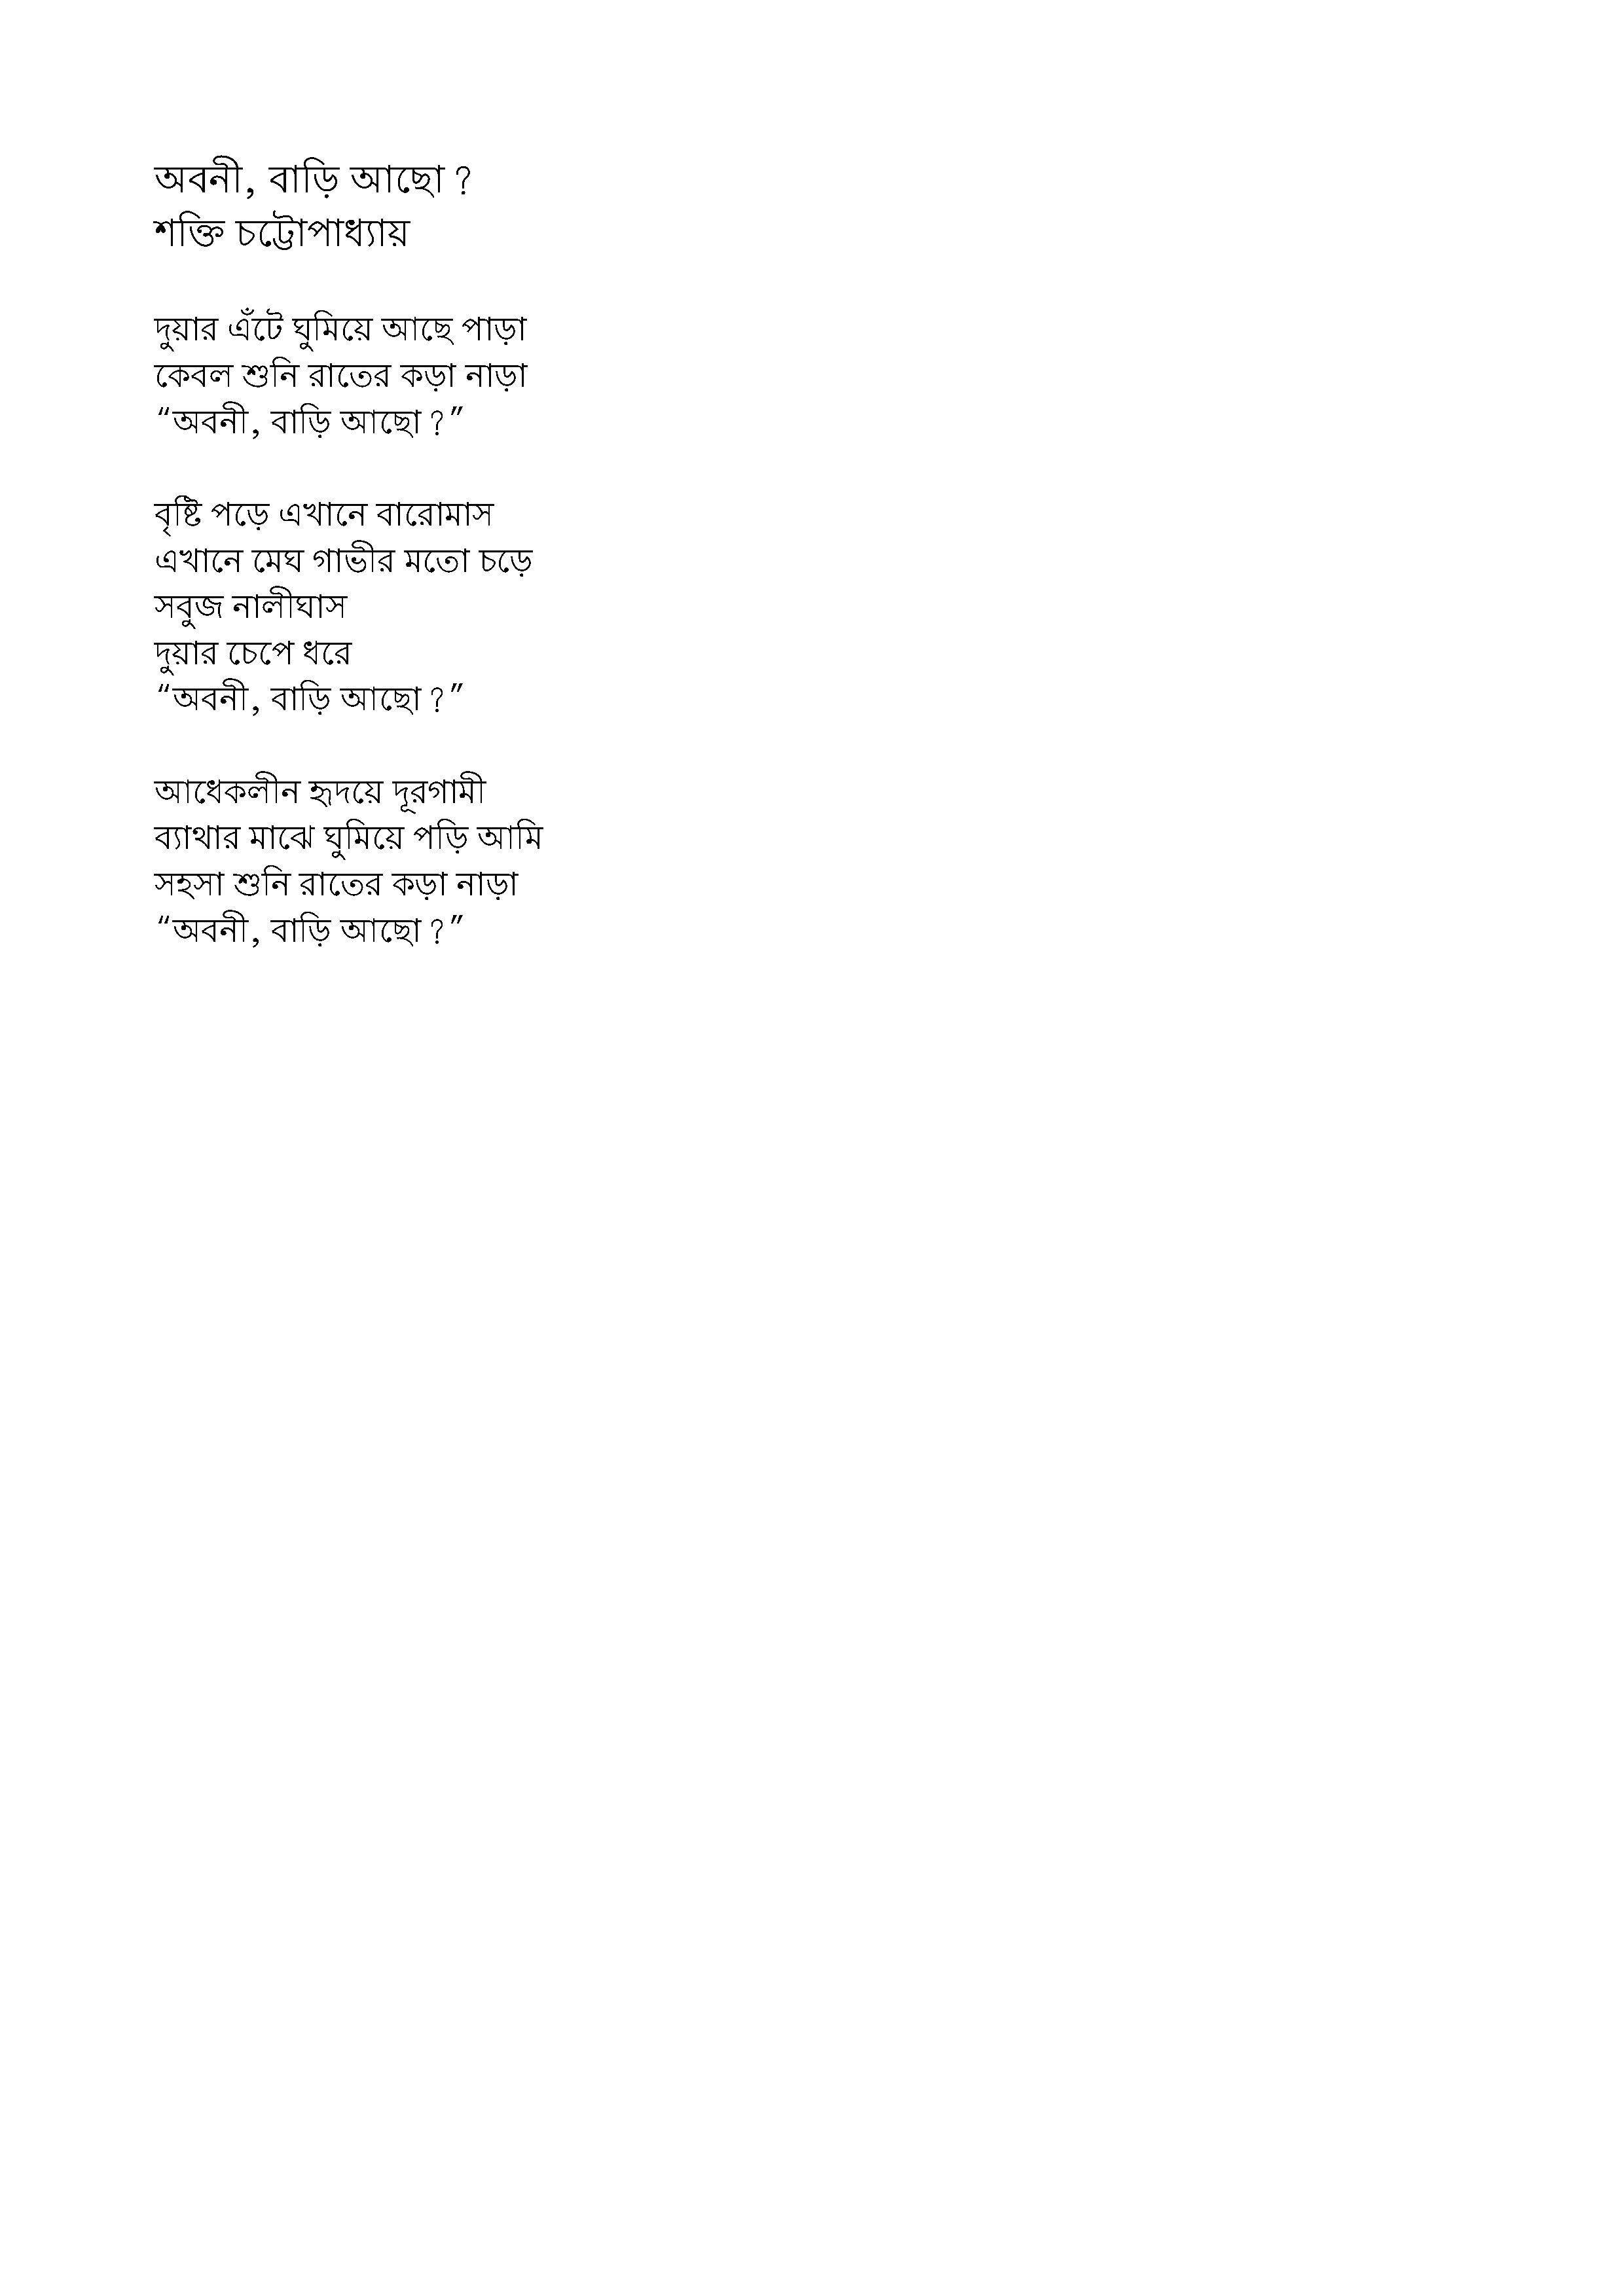 অবনী, বাড়ি আছো ?
শক্তি চট্টোপাধ্যায়
দুয়ার এঁটে ঘুমিয়ে আছে পাড়া
কেবল শুনি রাতের কড়া নাড়া
“অবনী, বাড়ি আছো ?”
বৃষ্টি পড়ে এখানে বারোমাস
এখানে মেঘ গাভীর মতো চড়ে
সবুজ নালীঘাস
দুয়ার চেপে ধরে
“অবনী, বাড়ি আছো ?”
আধেকলীন হৃদয়ে দূরগামী
ব্যাথার মাঝে ঘুমিয়ে পড়ি আমি
সহসা শুনি রাতের কড়া নাড়া
“অবনী, বাড়ি আছো ?”